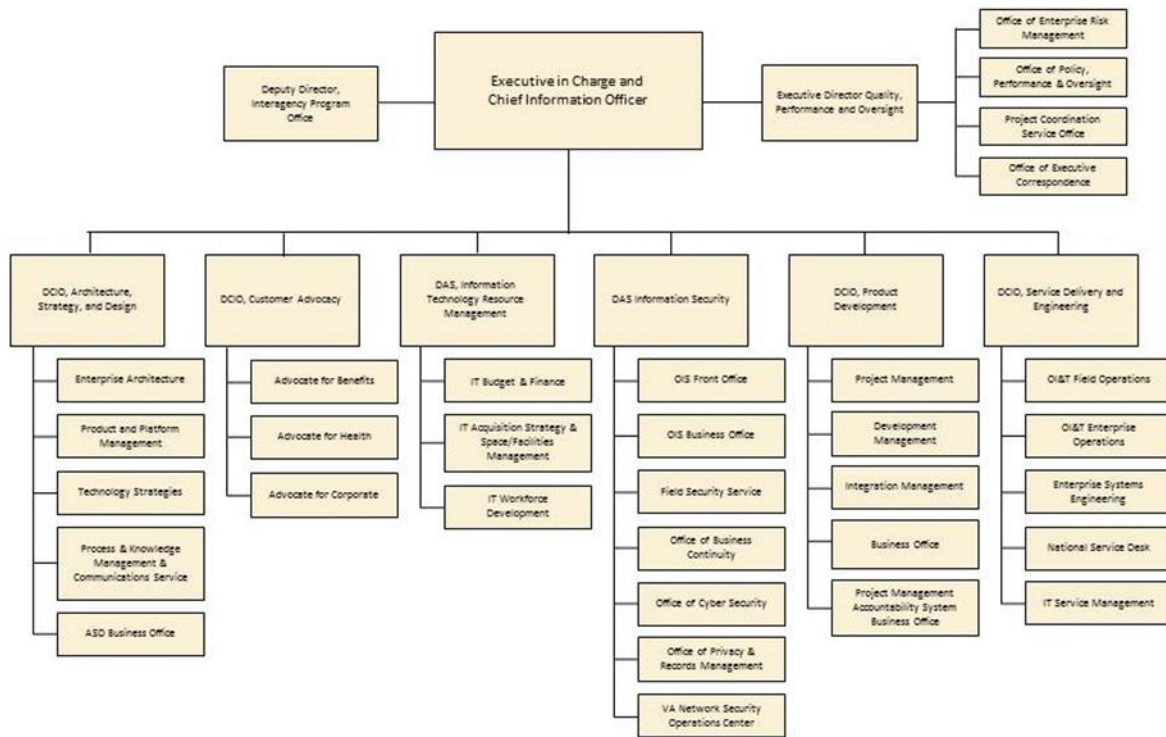 Executive in Charge and
Chief Information Officer
Deputy Director,
Interagency Program
Office
Executive Director Quality,
Performance and Oversight
Office of Enterprise Risk
Management
Office of Policy,
Performance & Oversight
Project Coordination
Service Office
Office of Executive
Correspondence
DCIO, Architecture,
Strategy, and Design
Enterprise Architecture
Product and Platform
Management
Technology Strategies
Process & Knowledge
Management &
Communications Service
ASD Business Office
DCIO, Customer Advocacy
Advocate for Benefits
Advocate for Health
Advocate for Corporate
DAS, Information
Technology Resource
Management
IT Budget & Finance
IT Acquisition Strategy &
Space/Facilities
Management
IT Workforce
Development
DAS Information Security
OIS Front Office
OIS Business Office
Field Security Service
Office of Business
Continuity
Office of Cyber Security
Office of Privacy &
Records Management
VA Network Security
Operations Center
DCIO, Product
Development
Project Management
Development
Management
Integration Management
Business Office
Project Management
Accountability System
Business Office
DCIO, Service Delivery and
Engineering
OI&T Field Operations
OI&T Enterprise
Operations
Enterprise Systems
Engineering
National Service Desk
IT Service Management